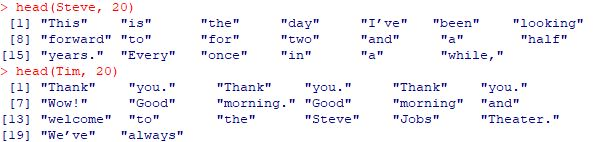 > head(Steve, 20)
[1] "This" "is" "the" "day" "I’ve" "been" "looking"
[8] "forward" "to" "for" "two" "and" "a" "half"
[15] "years." "Every" "once" "in" "a" "while,"
> head(Tim, 20)
[1] "Thank" "you." "Thank" "you." "Thank" "you."
[7] "Wow!" "Good" "morning." "Good" "morning" "and"
[13] "welcome" "to" "the" "Steve" "Jobs" "Theater."
[19] "We’ve" "always"